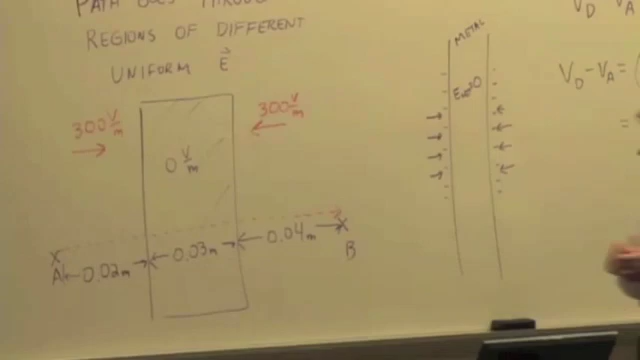 PATH GOES THROUGH
REGIONS OF DIFFERENT
UNIFORM E⃗
300 V/m
300 V/m
0 V/m
A
0.02m
0.03m
0.04m
B
METAL
V_D V_A
V_D - V_A = (
=